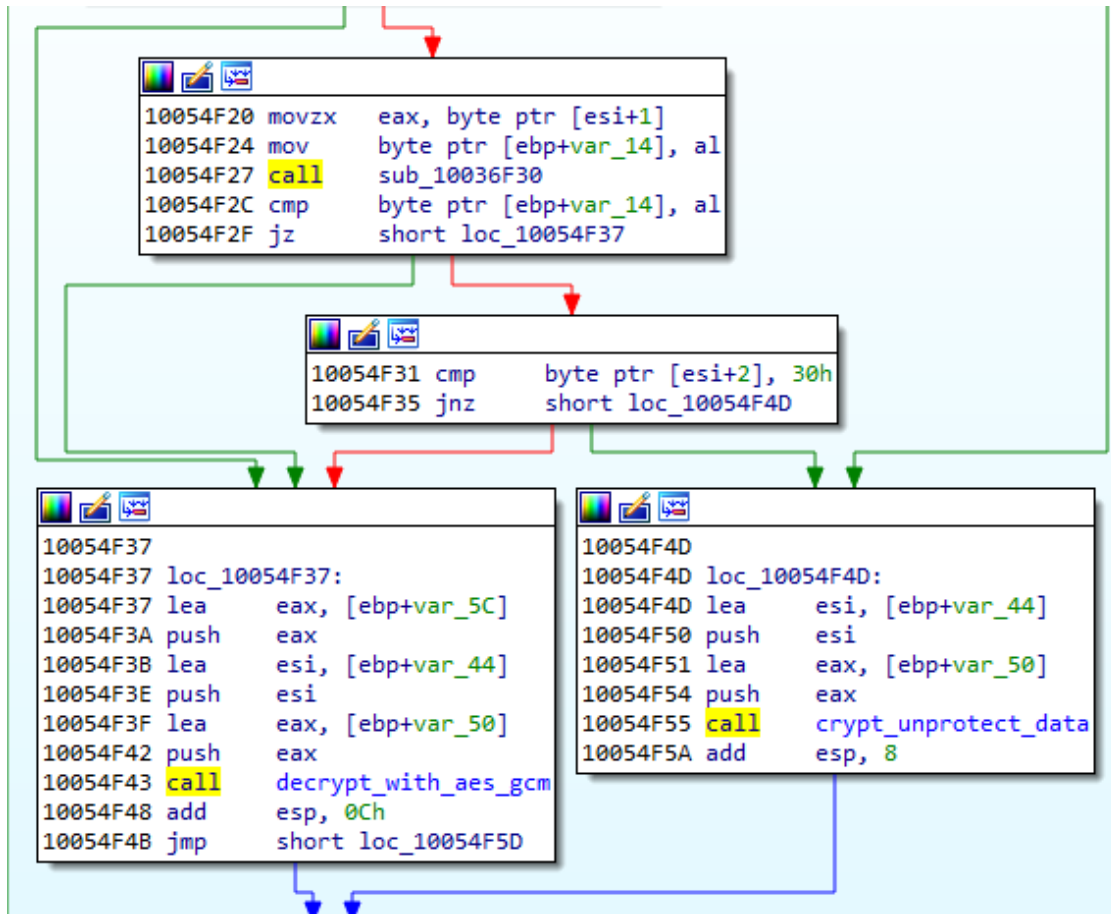 10054F20 movzx eax, byte ptr [esi+1]
10054F24 mov byte ptr [ebp+var_14], al
10054F27 call sub_10036F30
10054F2C cmp byte ptr [ebp+var_14], al
10054F2F jz short loc_10054F37
10054F31 cmp byte ptr [esi+2], 30h
10054F35 jnz short loc_10054F4D
10054F37
10054F37 loc_10054F37:
10054F37 lea eax, [ebp+var_5C]
10054F3A push eax
10054F3B lea esi, [ebp+var_44]
10054F3E push esi
10054F3F lea eax, [ebp+var_50]
10054F42 push eax
10054F43 call decrypt_with_aes_gcm
10054F48 add esp, 0Ch
10054F4B jmp short loc_10054F5D
10054F4D
10054F4D loc_10054F4D:
10054F4D lea esi, [ebp+var_44]
10054F50 push esi
10054F51 lea eax, [ebp+var_50]
10054F54 push eax
10054F55 call crypt_unprotect_data
10054F5A add esp, 8